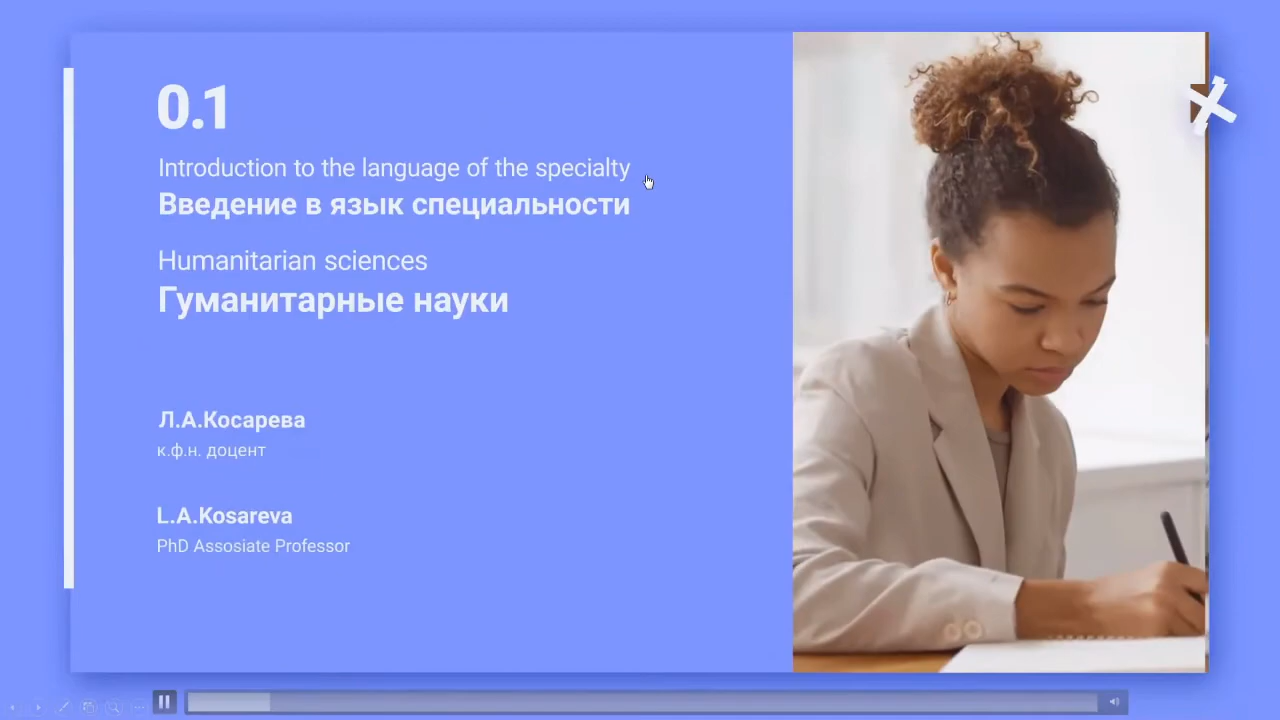 0.1
Introduction to the language of the specialty
Введение в язык специальности
Humanitarian sciences
Гуманитарные науки
Л.А.Косарева
к.ф.н. доцент
L.A.Kosareva
PhD Assosiate Professor